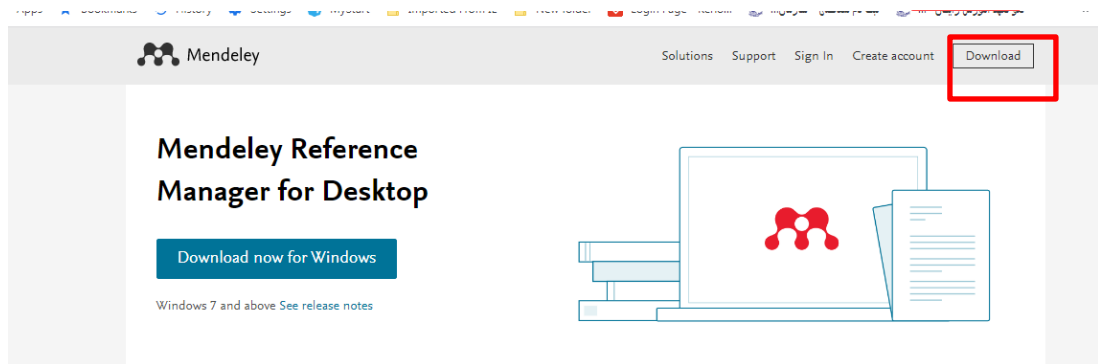 Mendeley
Solutions Support Sign In Create account Download
Mendeley Reference
Manager for Desktop
Download now for Windows
Windows 7 and above See release notes